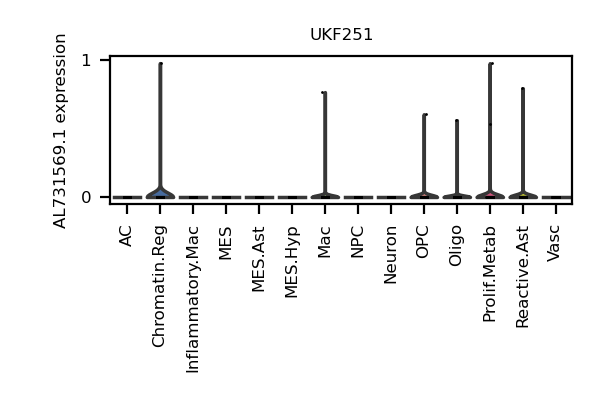 UKF251
AL731569.1 expression
1
0
AC
Chromatin.Reg
Inflammatory.Mac
MES
MES.Ast
MES.Hyp
Mac
NPC
Neuron
OPC
Oligo
Prolif.Metab
Reactive.Ast
Vasc